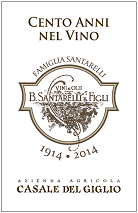 CENTO ANNI
NEL VINO
FAMIGLIA SANTARELLI
VINI & OLII
B. SANTARELLI & FIGLI
1914 • 2014
AZIENDA AGRICOLA
CASALE DEL GIGLIO